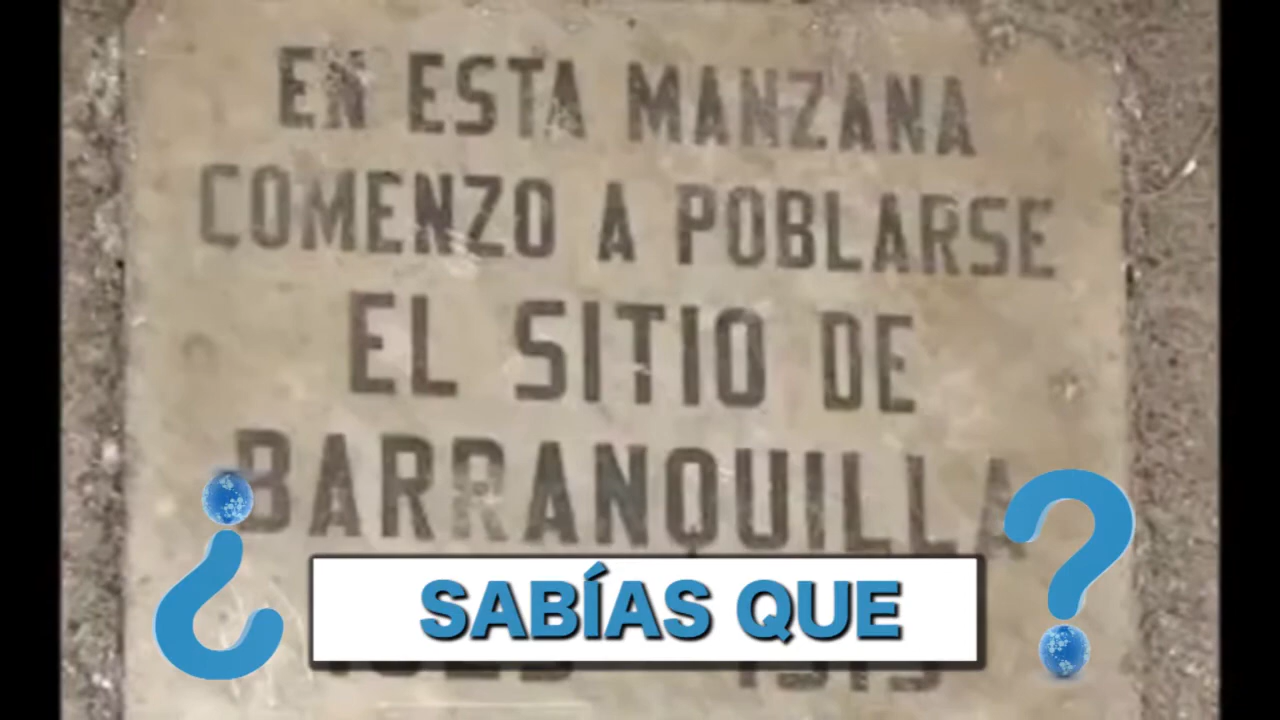 EN ESTA MANZANA
COMENZO A POBLARSE
EL SITIO DE
BARRANQUILLA
¿ SABÍAS QUE ?